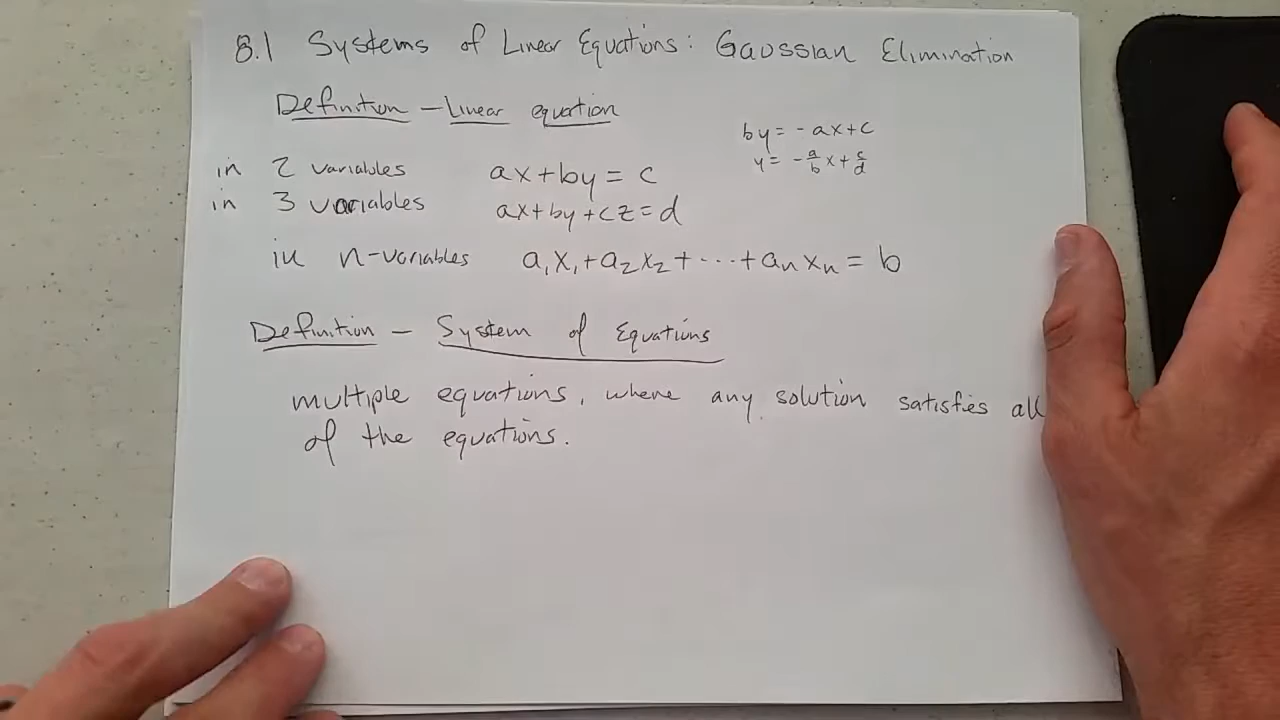 8.1 Systems of Linear Equations: Gaussian Elimination
Definition – Linear equation
by = -ax+c
y = -a/b x + c/d
in 2 variables ax+by = c
in 3 variables ax+by+cz=d
in n-variables a₁x₁+a₂x₂+⋯+aₙxₙ = b
Definition – System of Equations
multiple equations, where any solution satisfies all
of the equations.